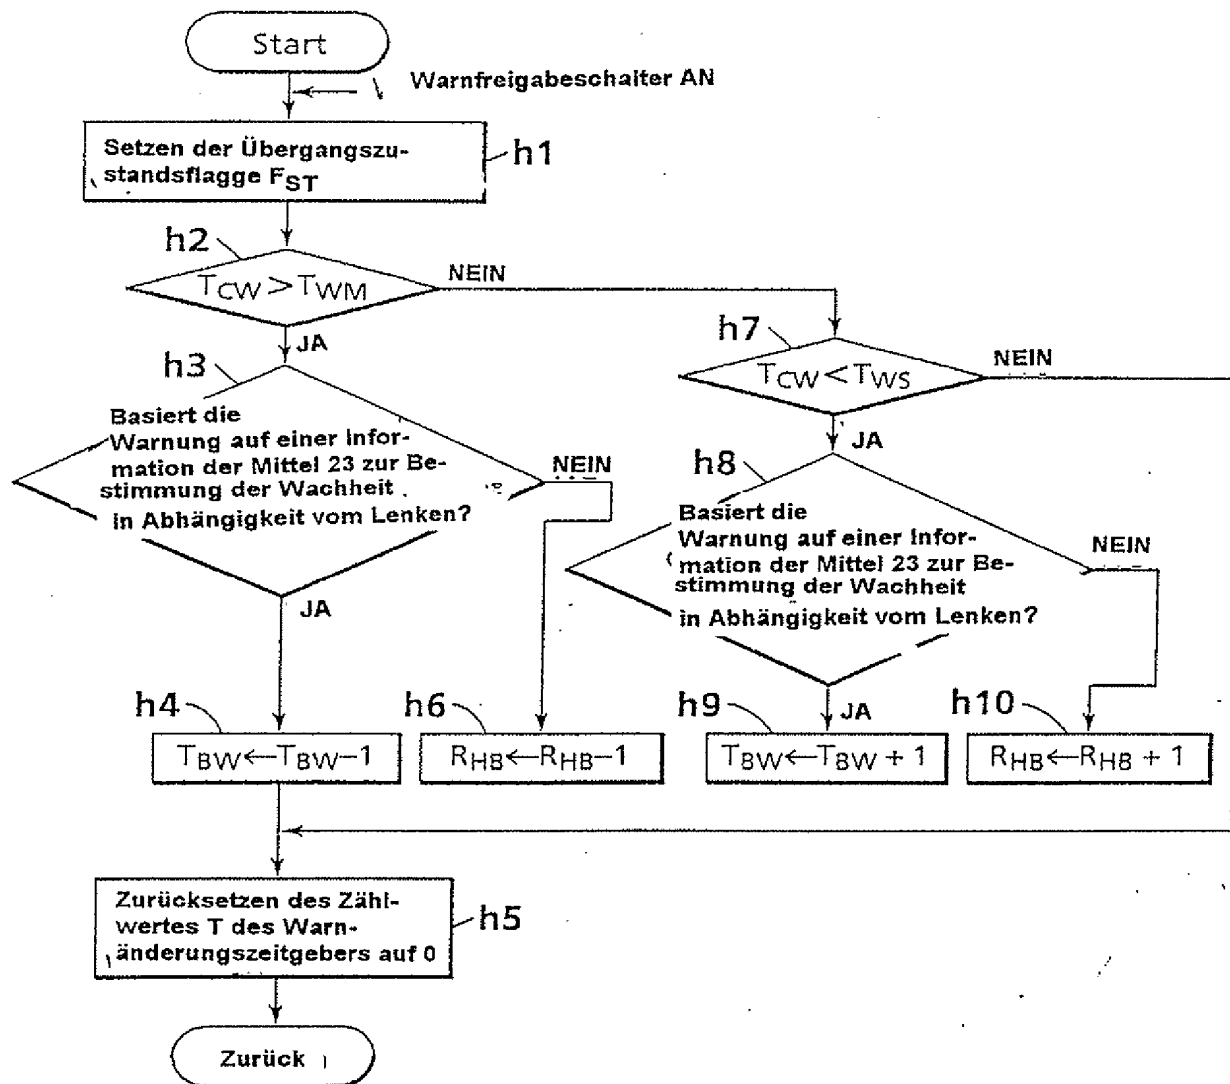 Start
Warnfreigabeschalter AN
Setzen der Übergangszu-
standsflagge FST
h1
h2
TCW > TWM
NEIN
JA
h3
Basiert die
Warnung auf einer Infor-
mation der Mittel 23 zur Be-
stimmung der Wachheit
in Abhängigkeit vom Lenken?
NEIN
JA
h7
TCW < TWS
NEIN
JA
h8
Basiert die
Warnung auf einer Infor-
mation der Mittel 23 zur Be-
stimmung der Wachheit
in Abhängigkeit vom Lenken?
NEIN
JA
h4
TBW←TBW−1
h6
RHB←RHB−1
h9
TBW←TBW + 1
h10
RHB←RHB + 1
Zurücksetzen des Zähl-
wertes T des Warn-
änderungszeitgebers auf 0
h5
Zurück